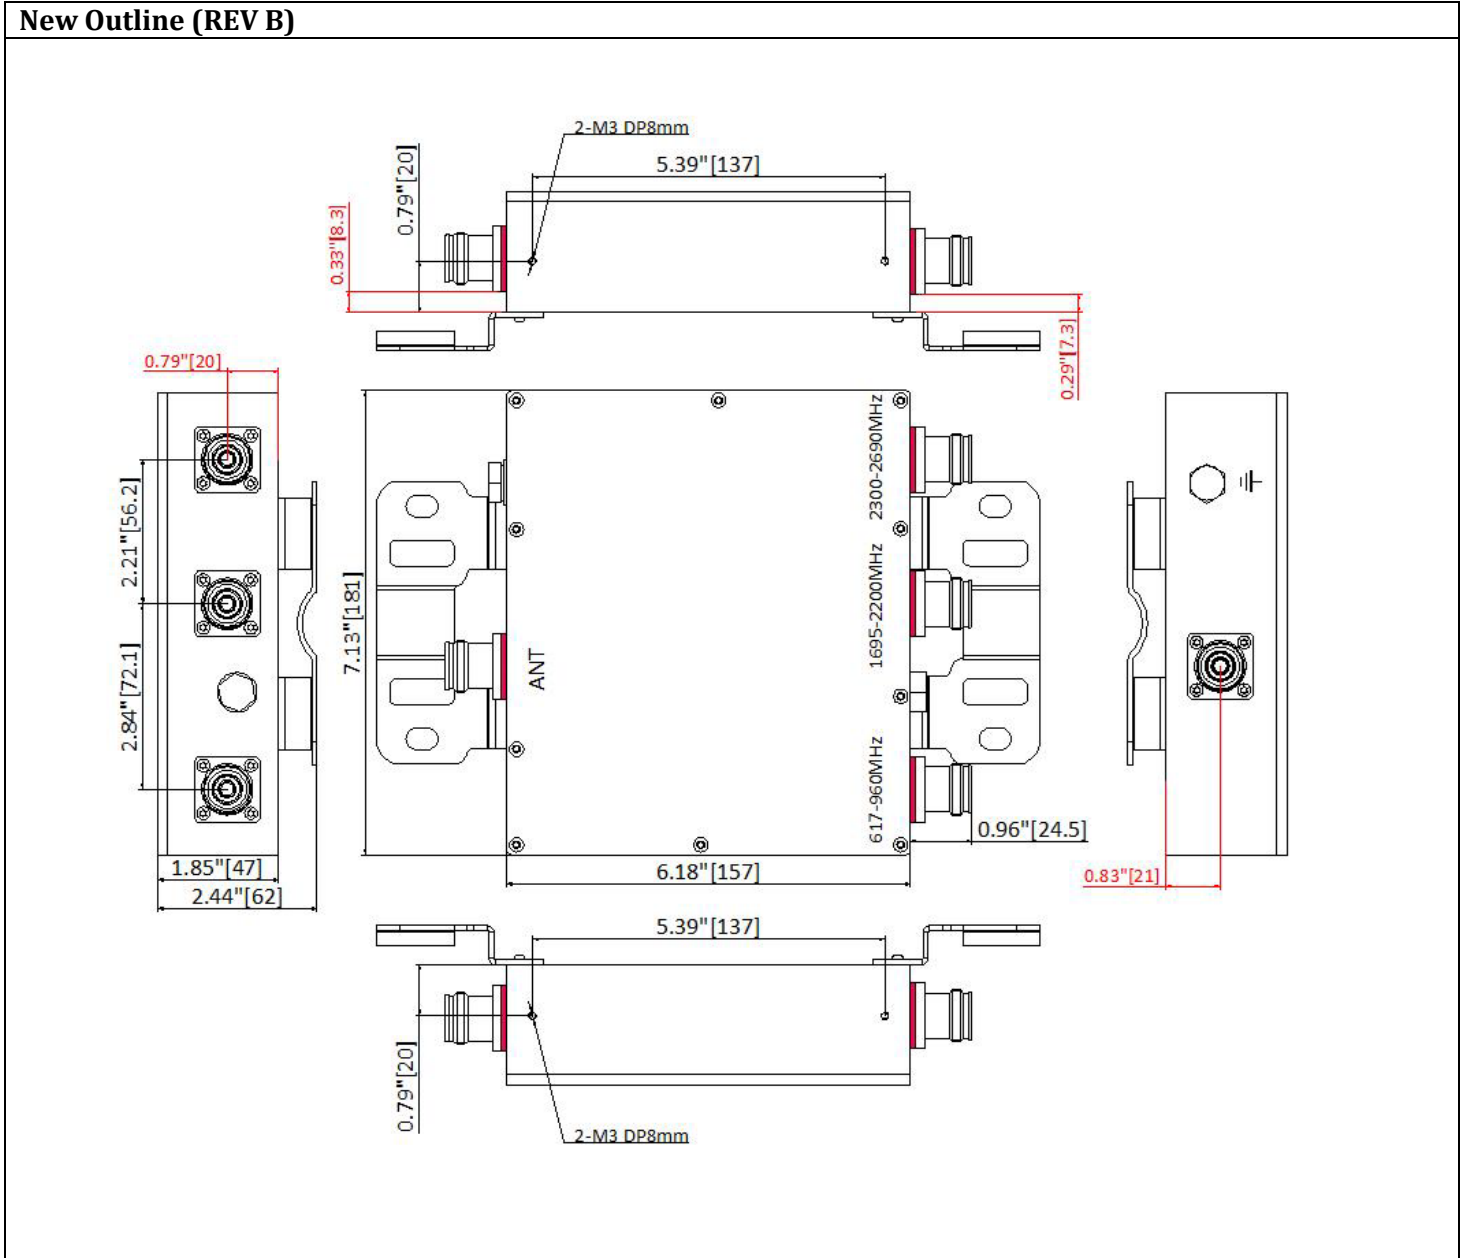 New Outline (REV B)
2-M3 DP8mm
5.39"[137]
0.79"[20]
0.33"[8.3]
0.29"[7.3]
0.79"[20]
2.21"[56.2]
2.84"[72.1]
1.85"[47]
2.44"[62]
7.13"[181]
ANT
2300-2690MHz
1695-2200MHz
617-960MHz
0.96"[24.5]
6.18"[157]
0.83"[21]
5.39"[137]
0.79"[20]
2-M3 DP8mm